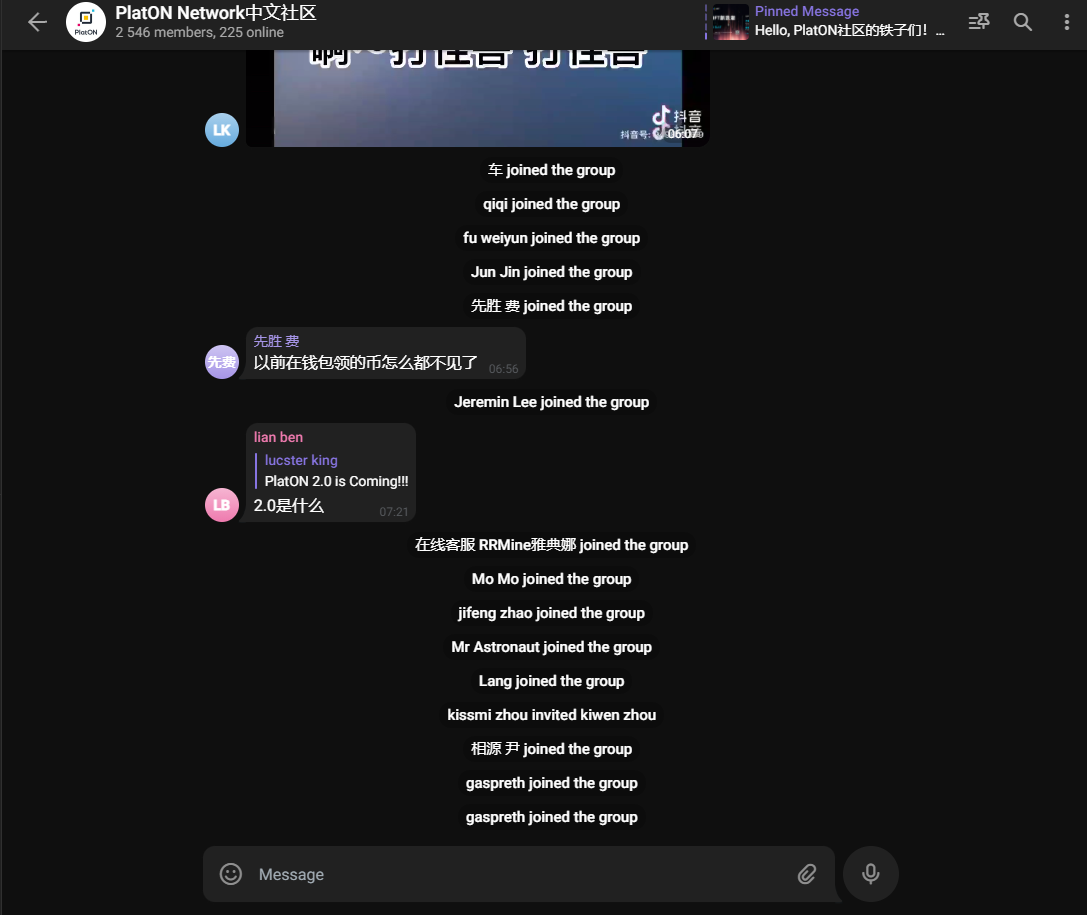 PlatON Network中文社区
2 546 members, 225 online
PlatON
Pinned Message
Hello, PlatON社区的铁子们！...
抖音
抖音号:
06:07
LK
车 joined the group
qiqi joined the group
fu weiyun joined the group
Jun Jin joined the group
先胜 费 joined the group
先胜 费
以前在钱包领的币怎么都不见了
06:56
先费
Jeremin Lee joined the group
lian ben
lucster king
PlatON 2.0 is Coming!!!
2.0是什么
07:21
LB
在线客服 RRMine雅典娜 joined the group
Mo Mo joined the group
jifeng zhao joined the group
Mr Astronaut joined the group
Lang joined the group
kissmi zhou invited kiwen zhou
相源 尹 joined the group
gaspreth joined the group
gaspreth joined the group
Message